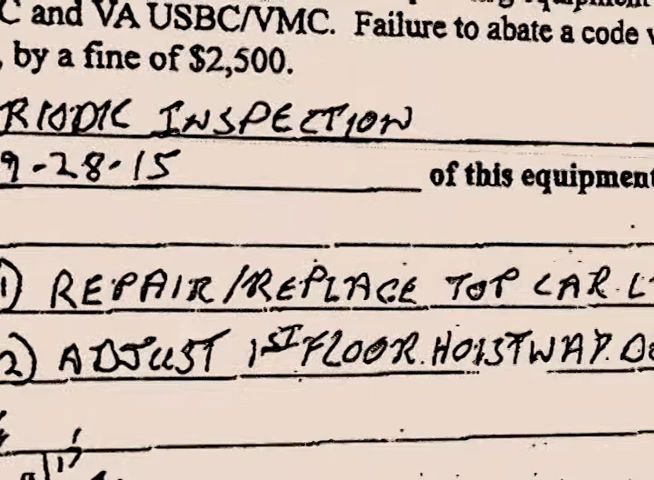 C and VA USBC/VMC. Failure to abate a code v
, by a fine of $2,500.
RIODIC INSPECTION
9-28-15 of this equipment
1) REPAIR/REPLACE TOP CAR L
2) ADJUST 1ST FLOOR HOISTWAY DO